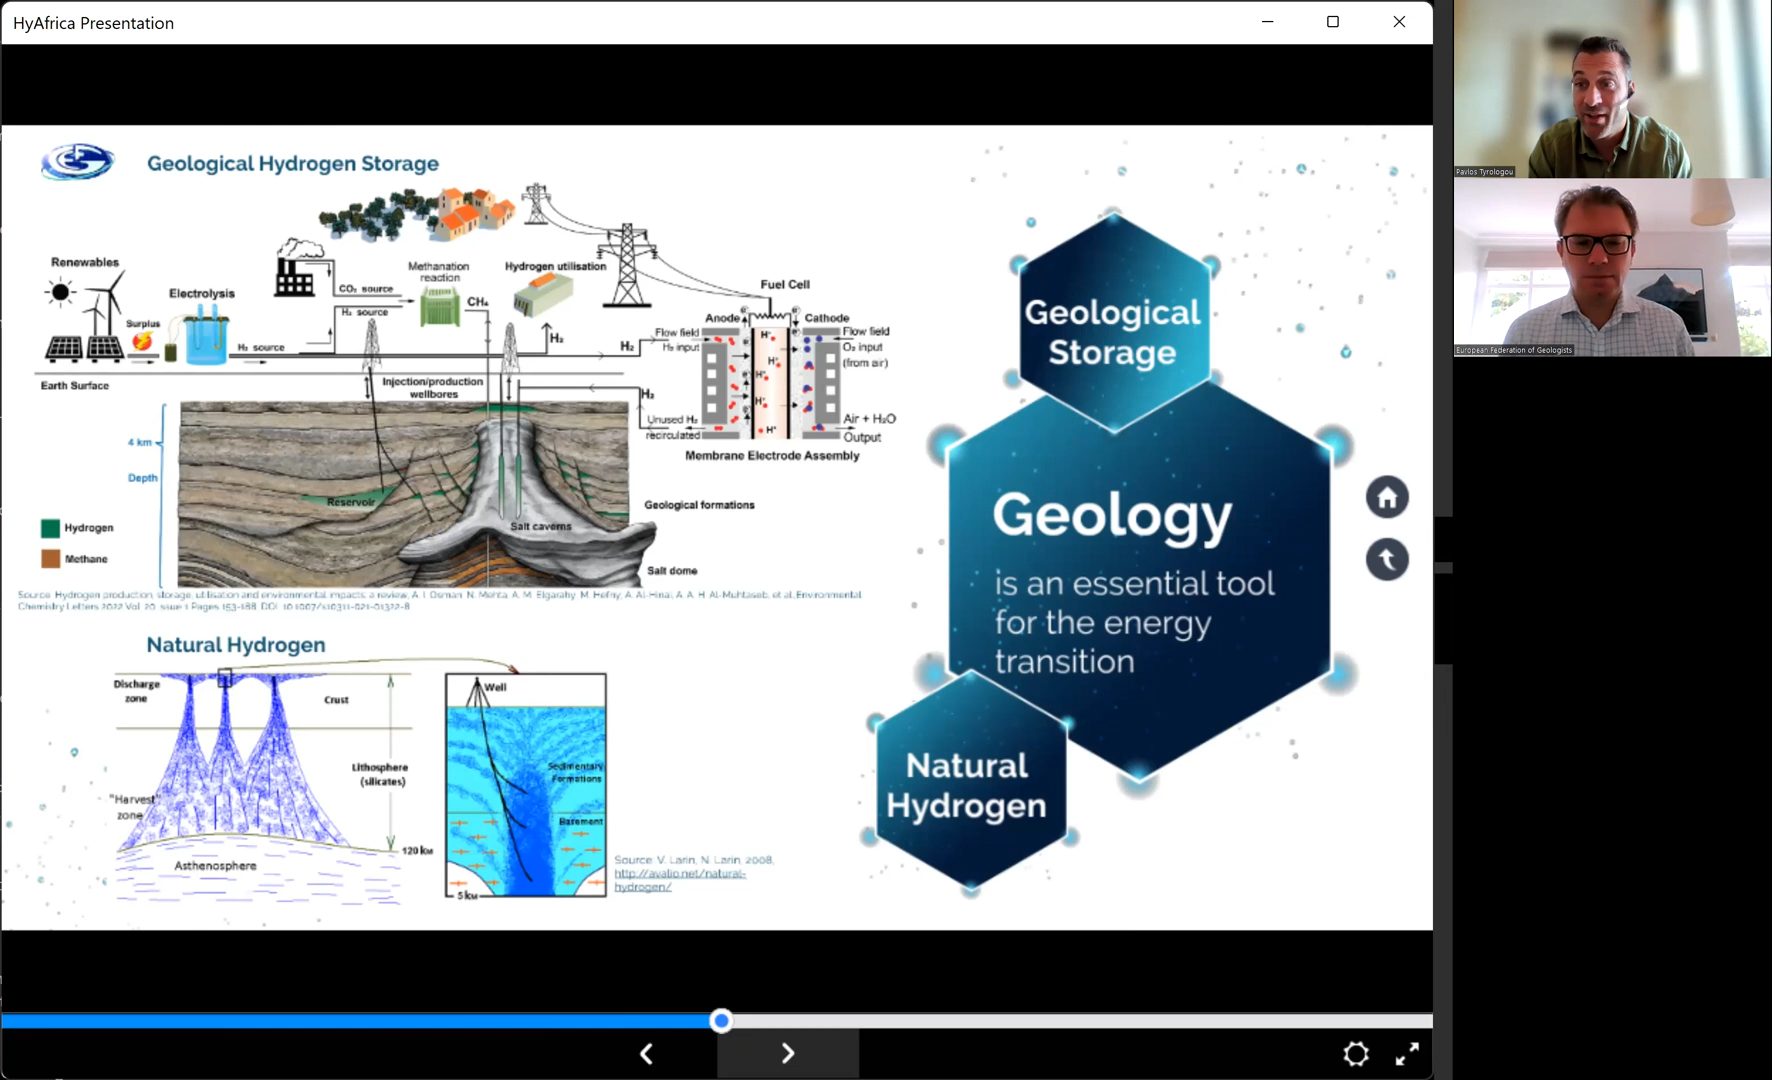 HyAfrica Presentation
Geological Hydrogen Storage
Renewables
Electrolysis
Surplus
H₂ source
CO₂ source
H₂ source
Methanation
reaction
CH₄
Hydrogen utilisation
H₂
H₂
Fuel Cell
Anode
e⁻
e⁻
Cathode
Flow field
H₂ input
Flow field
O₂ input
(from air)
H⁺
H⁺
H⁺
H⁺
H⁺
Earth Surface
Injection/production
wellbores
H₂
Unused H₂
recirculated
Air + H₂O
Output
Membrane Electrode Assembly
4 km
Depth
Reservoir
Salt caverns
Geological formations
Salt dome
Hydrogen
Methane
Source: Hydrogen production, storage, utilisation and environmental impacts: a review, A. I. Osman, N. Mehta, A. M. Elgarahy, M. Hefny, A. Al-Hinai, A. A. H. Al-Muhtaseb, et al. Environmental
Chemistry Letters 2022 Vol. 20 Issue 1 Pages 153-188 DOI: 10.1007/s10311-021-01322-8
Natural Hydrogen
Discharge
zone
Crust
Lithosphere
(silicates)
"Harvest"
zone
120 км
Asthenosphere
Well
Sedimentary
Formations
Basement
5 км
Source: V. Larin, N. Larin, 2008,
http://avalio.net/natural-
hydrogen/
Geological
Storage
Geology
is an essential tool
for the energy
transition
Natural
Hydrogen
Pavlos Tyrologou
European Federation of Geologists